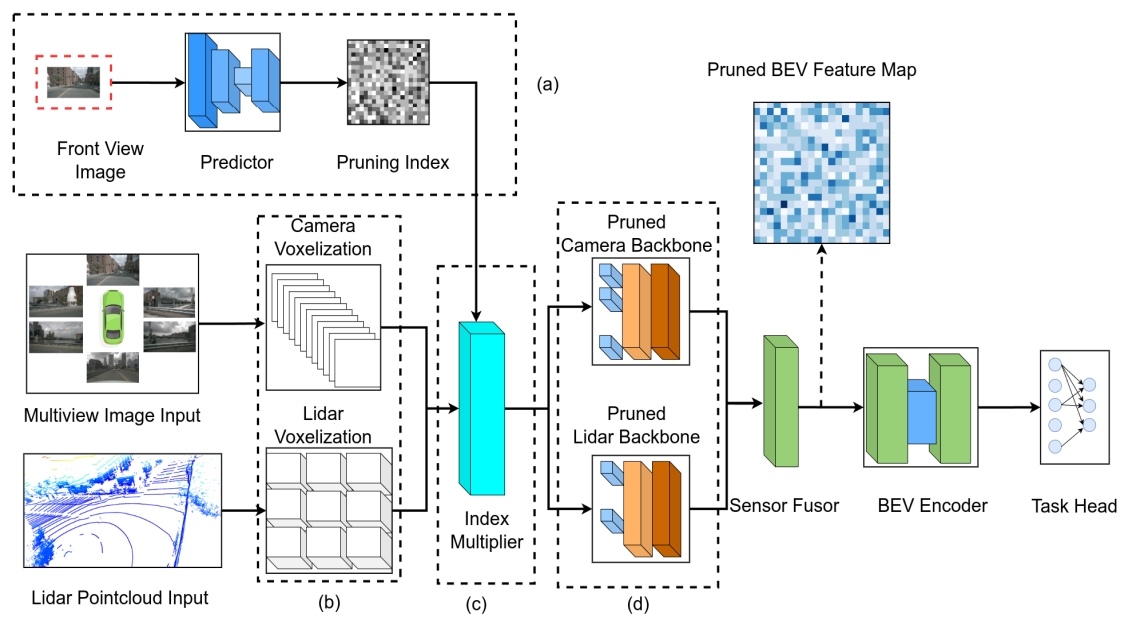 (a)
Front View
Image
Predictor
Pruning Index
Pruned BEV Feature Map
Camera
Voxelization
Pruned
Camera Backbone
Multiview Image Input
Lidar
Voxelization
Pruned
Lidar Backbone
Index
Multiplier
Sensor Fusor
BEV Encoder
Task Head
Lidar Pointcloud Input
(b)
(c)
(d)